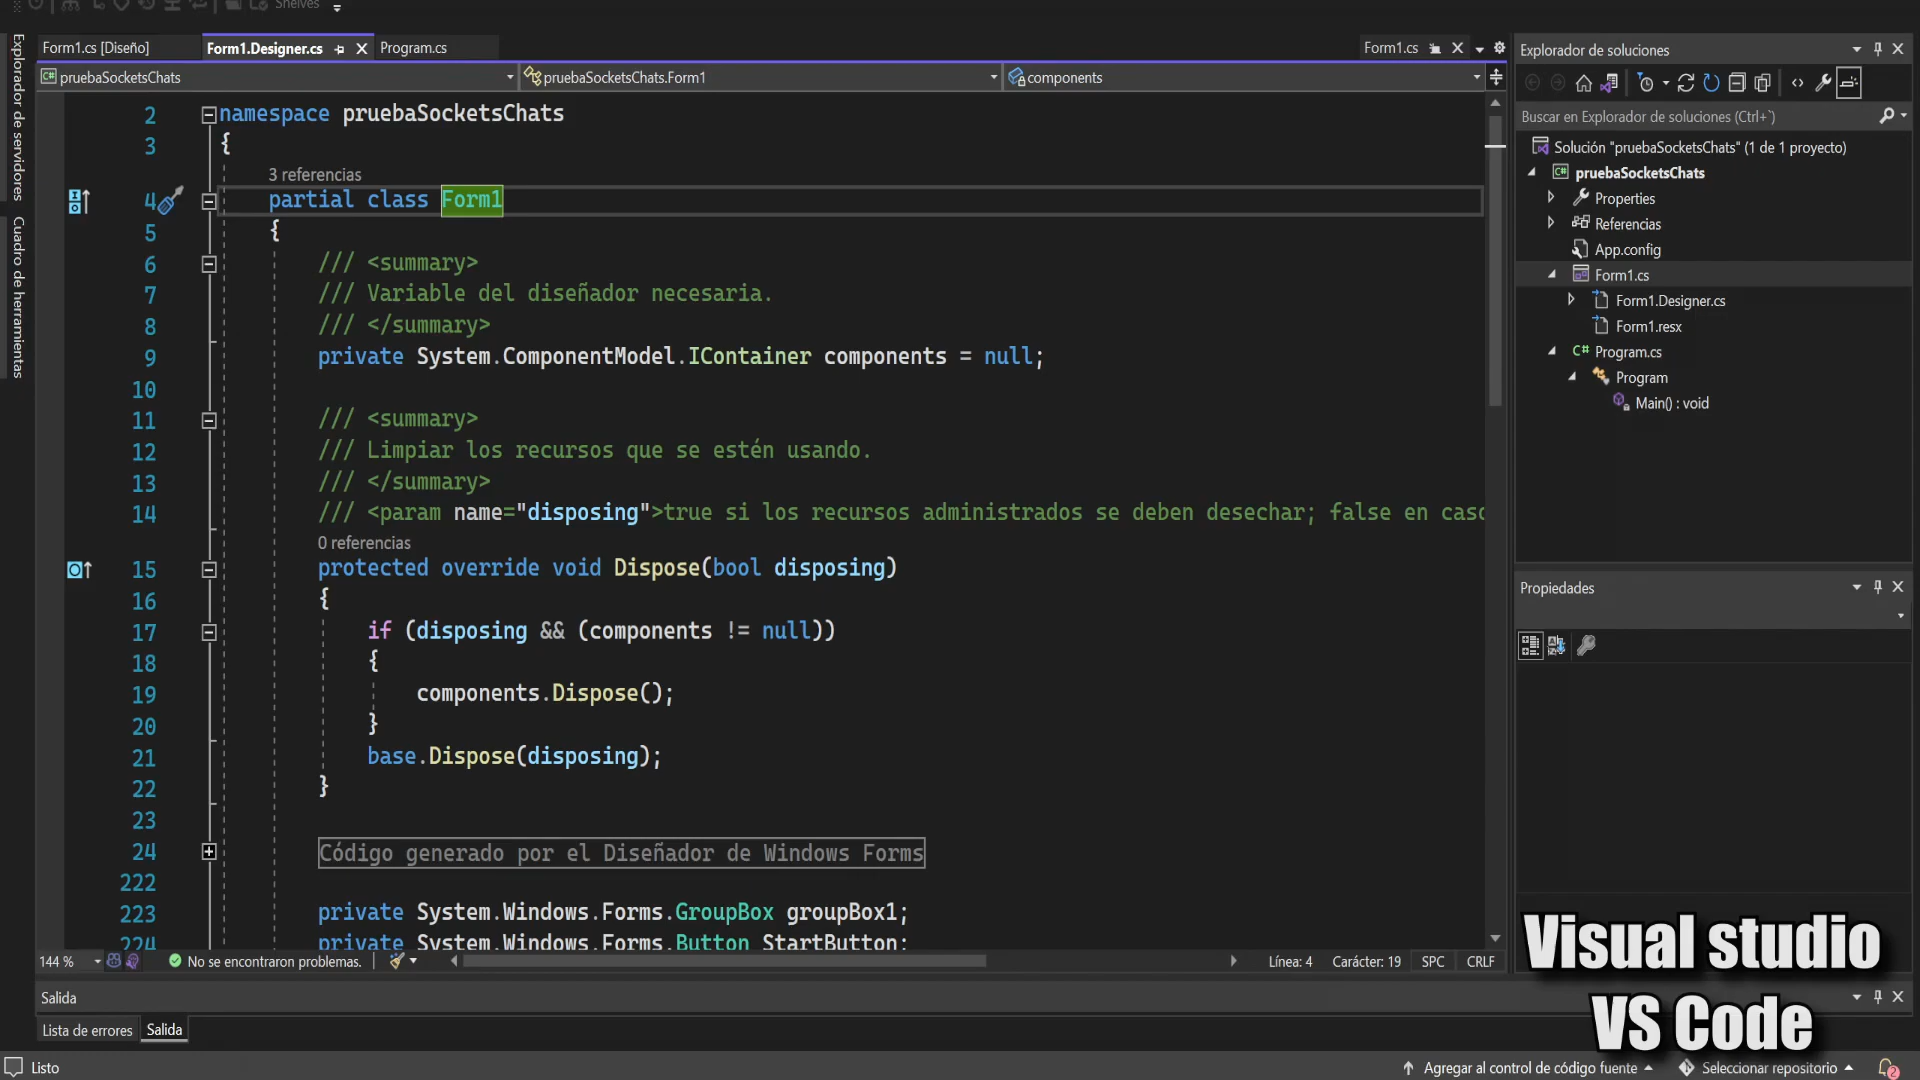 Shelves
Form1.cs [Diseño]
Form1.Designer.cs
Program.cs
Form1.cs
pruebaSocketsChats
pruebaSocketsChats.Form1
components
Explorador de servidores
Cuadro de herramientas
2 namespace pruebaSocketsChats
3 {
3 referencias
4 partial class Form1
5 {
6 /// <summary>
7 /// Variable del diseñador necesaria.
8 /// </summary>
9 private System.ComponentModel.IContainer components = null;
10
11 /// <summary>
12 /// Limpiar los recursos que se estén usando.
13 /// </summary>
14 /// <param name="disposing">true si los recursos administrados se deben desechar; false en caso
0 referencias
15 protected override void Dispose(bool disposing)
16 {
17 if (disposing && (components != null))
18 {
19 components.Dispose();
20 }
21 base.Dispose(disposing);
22 }
23
24 Código generado por el Diseñador de Windows Forms
222
223 private System.Windows.Forms.GroupBox groupBox1;
224 private System.Windows.Forms.Button StartButton;
144 %
No se encontraron problemas.
Línea: 4
Carácter: 19
SPC
CRLF
Salida
Lista de errores
Salida
Listo
Agregar al control de código fuente
Seleccionar repositorio
2
Explorador de soluciones
Buscar en Explorador de soluciones (Ctrl+`)
Solución "pruebaSocketsChats" (1 de 1 proyecto)
pruebaSocketsChats
Properties
Referencias
App.config
Form1.cs
Form1.Designer.cs
Form1.resx
C# Program.cs
Program
Main() : void
Propiedades
Visual studio
VS Code